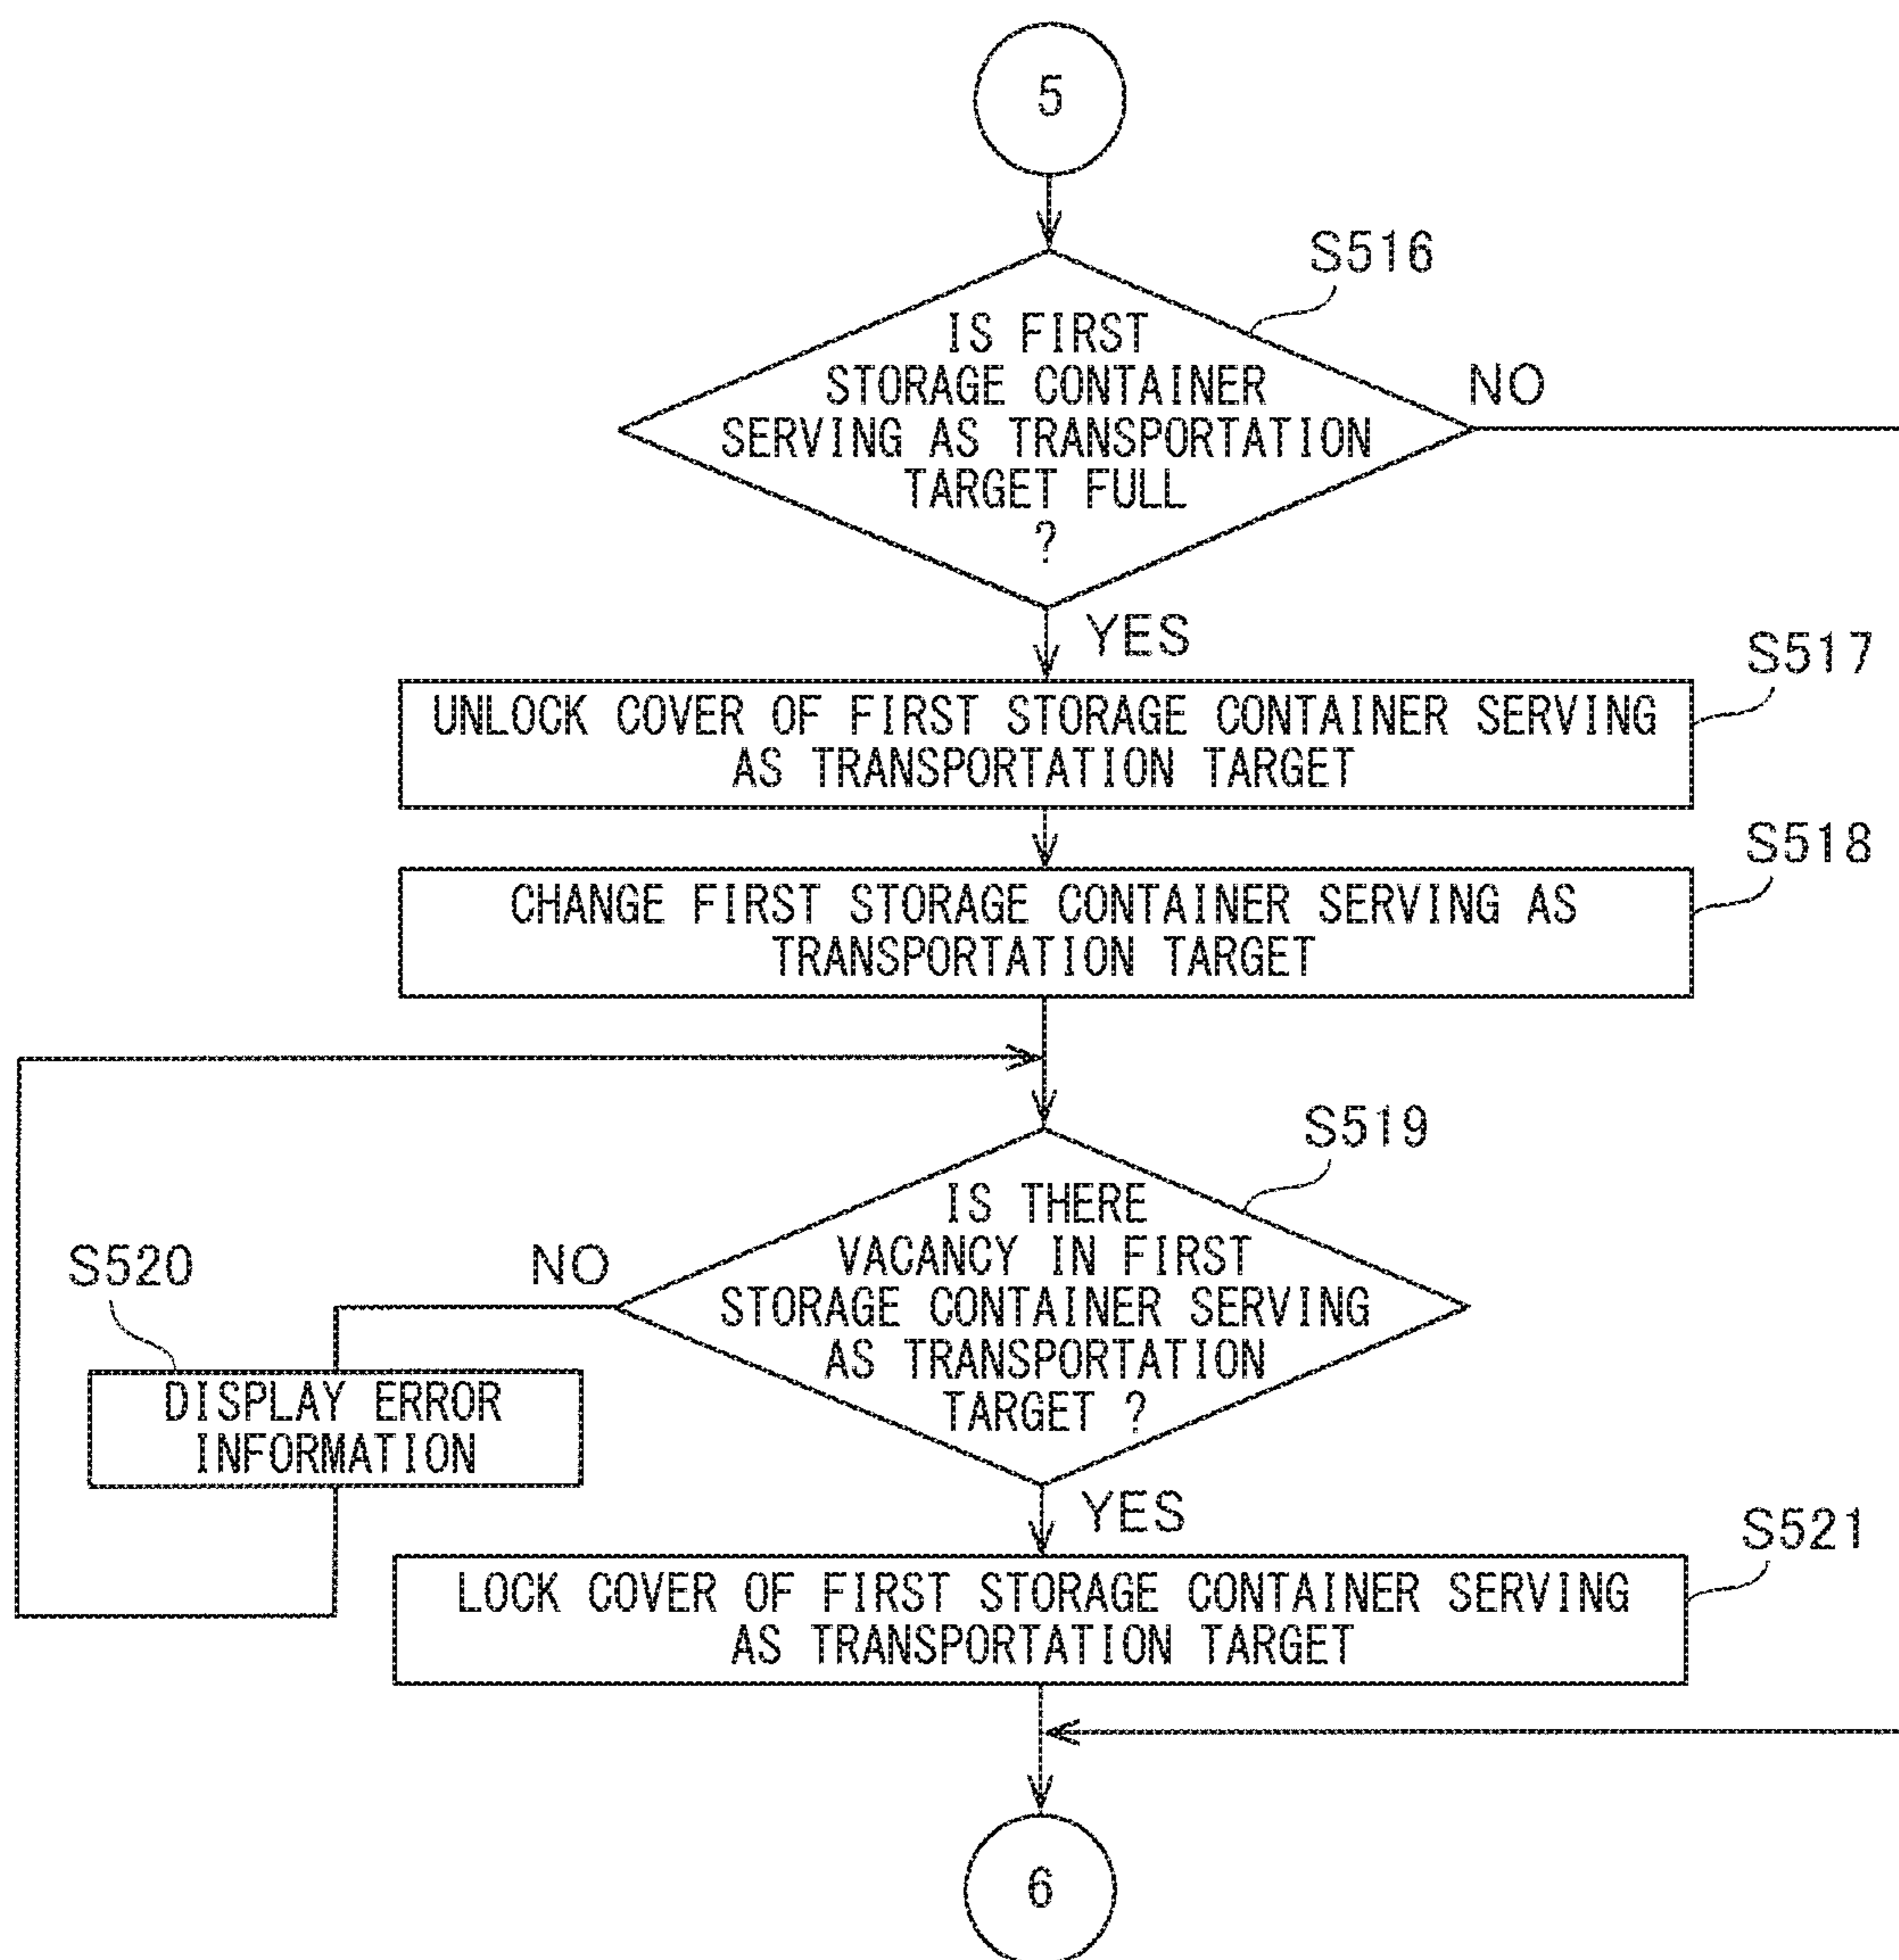 5
S516
IS FIRST
STORAGE CONTAINER
SERVING AS TRANSPORTATION
TARGET FULL
?
NO
YES
S517
UNLOCK COVER OF FIRST STORAGE CONTAINER SERVING
AS TRANSPORTATION TARGET
S518
CHANGE FIRST STORAGE CONTAINER SERVING AS
TRANSPORTATION TARGET
S519
IS THERE
VACANCY IN FIRST
STORAGE CONTAINER SERVING
AS TRANSPORTATION
TARGET ?
NO
S520
DISPLAY ERROR
INFORMATION
YES
S521
LOCK COVER OF FIRST STORAGE CONTAINER SERVING
AS TRANSPORTATION TARGET
6